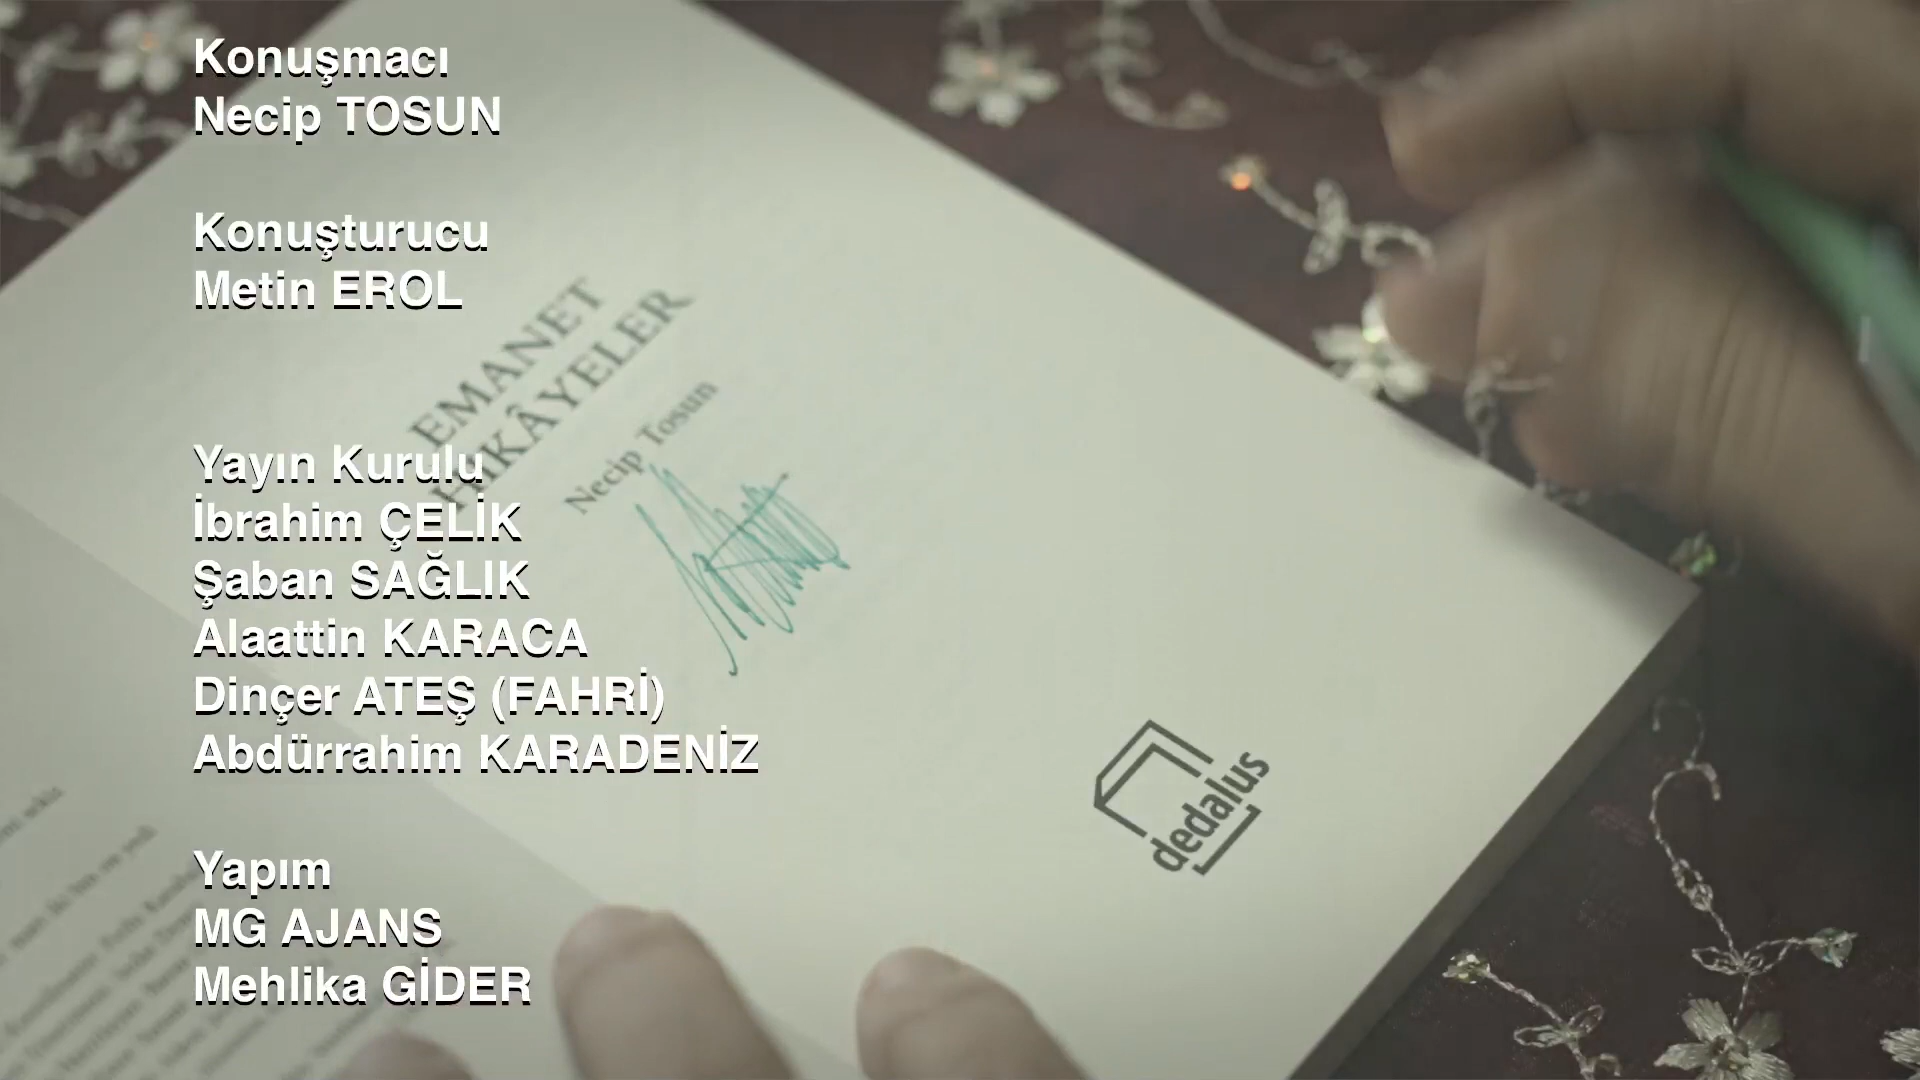 Konuşmacı
Necip TOSUN
Konuşturucu
Metin EROL
Yayın Kurulu
İbrahim ÇELİK
Şaban SAĞLIK
Alaattin KARACA
Dinçer ATEŞ (FAHRİ)
Abdürrahim KARADENİZ
Yapım
MG AJANS
Mehlika GİDER
EMANET
HİKÂYELER
Necip Tosun
dedalus